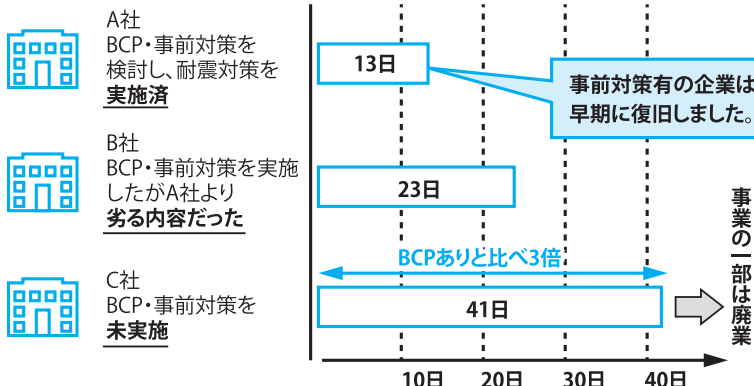 A社
BCP・事前対策を
検討し、耐震対策を
実施済
13日
事前対策有の企業は
早期に復旧しました。
B社
BCP・事前対策を実施
したがA社より
劣る内容だった
23日
C社
BCP・事前対策を
未実施
BCPありと比べ3倍
41日
事業の一部は廃業
10日
20日
30日
40日